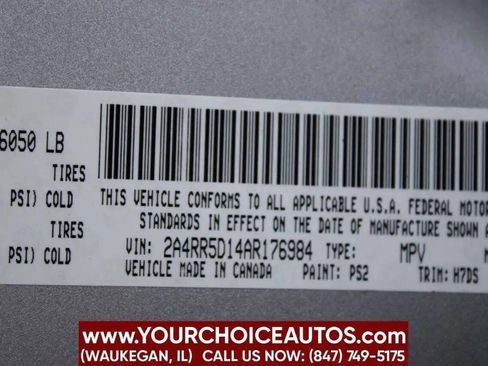 6050 LB
TIRES
PSI) COLD
TIRES
PSI) COLD
THIS VEHICLE CONFORMS TO ALL APPLICABLE U.S.A. FEDERAL MOTOR
STANDARDS IN EFFECT ON THE DATE OF MANUFACTURE SHOWN A
VIN: 2A4RR5D14AR176984 TYPE: MPV
VEHICLE MADE IN CANADA PAINT: PS2 TRIM: H7DS
WWW.YOURCHOICEAUTOS.COM
(WAUKEGAN, IL) CALL US NOW: (847) 749-5175